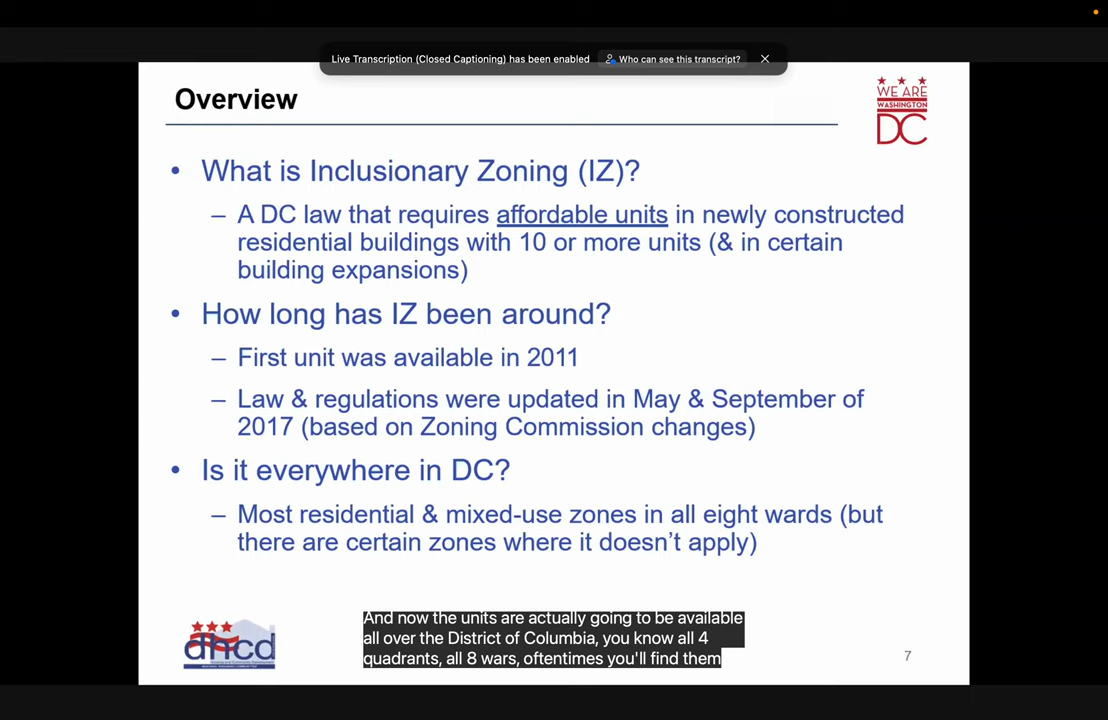 Live Transcription (Closed Captioning) has been enabled Who can see this transcript?
Overview
WE ARE
WASHINGTON
DC
• What is Inclusionary Zoning (IZ)?
– A DC law that requires affordable units in newly constructed
residential buildings with 10 or more units (& in certain
building expansions)
• How long has IZ been around?
– First unit was available in 2011
– Law & regulations were updated in May & September of
2017 (based on Zoning Commission changes)
• Is it everywhere in DC?
– Most residential & mixed-use zones in all eight wards (but
there are certain zones where it doesn't apply)
dhcd
And now the units are actually going to be available
all over the District of Columbia, you know all 4
quadrants, all 8 wars, oftentimes you'll find them
7